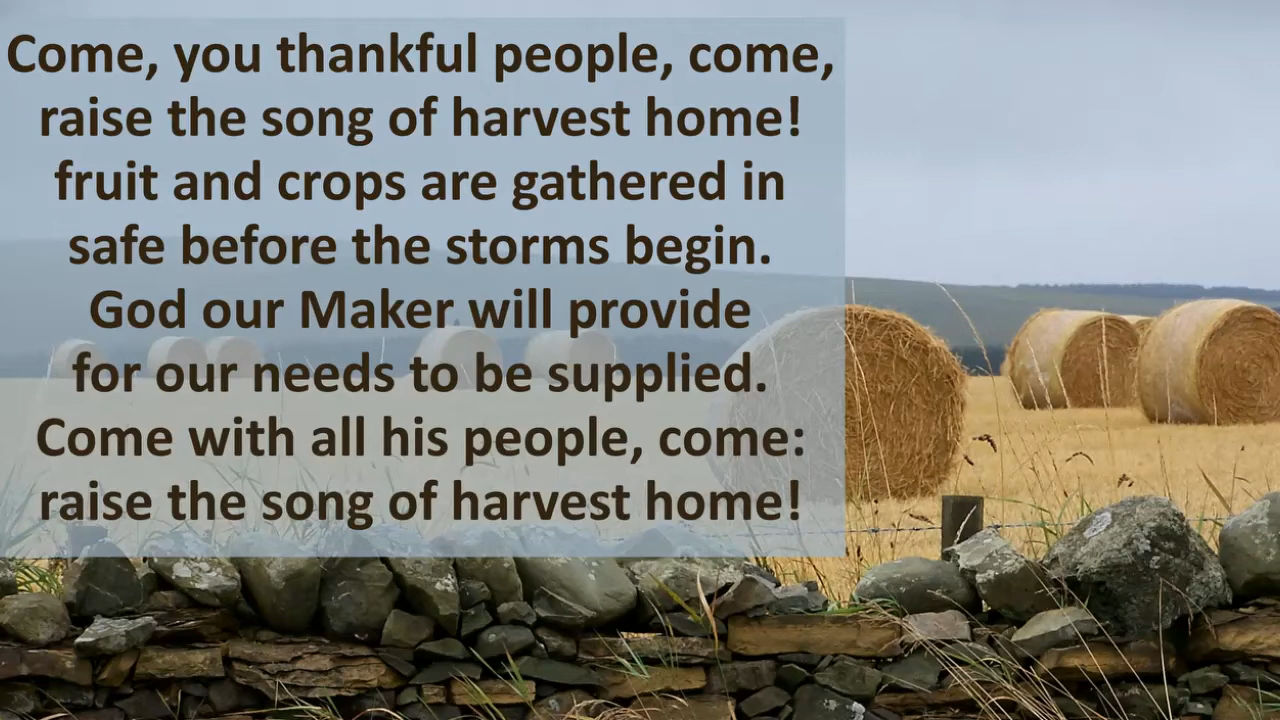 Come, you thankful people, come,
raise the song of harvest home!
fruit and crops are gathered in
safe before the storms begin.
God our Maker will provide
for our needs to be supplied.
Come with all his people, come:
raise the song of harvest home!